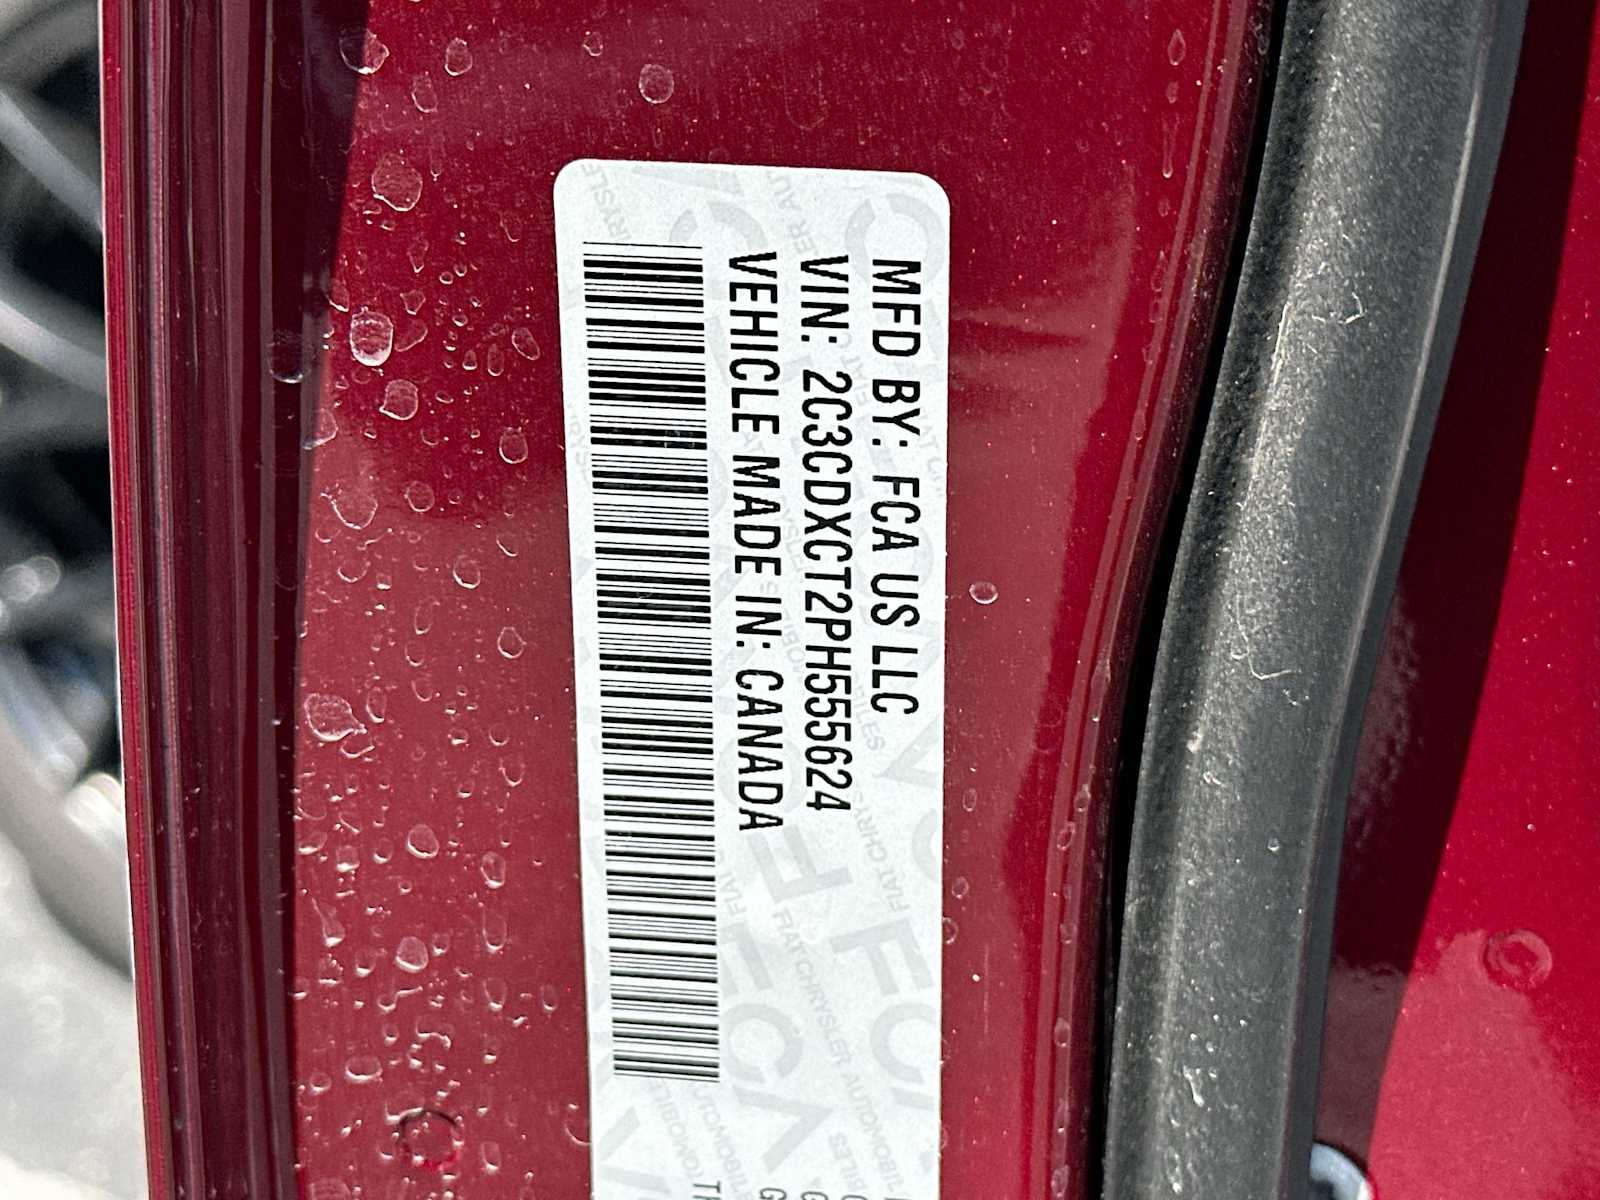 MFD BY: FCA US LLC
VIN: 2C3CDXCT2PH555624
VEHICLE MADE IN: CANADA